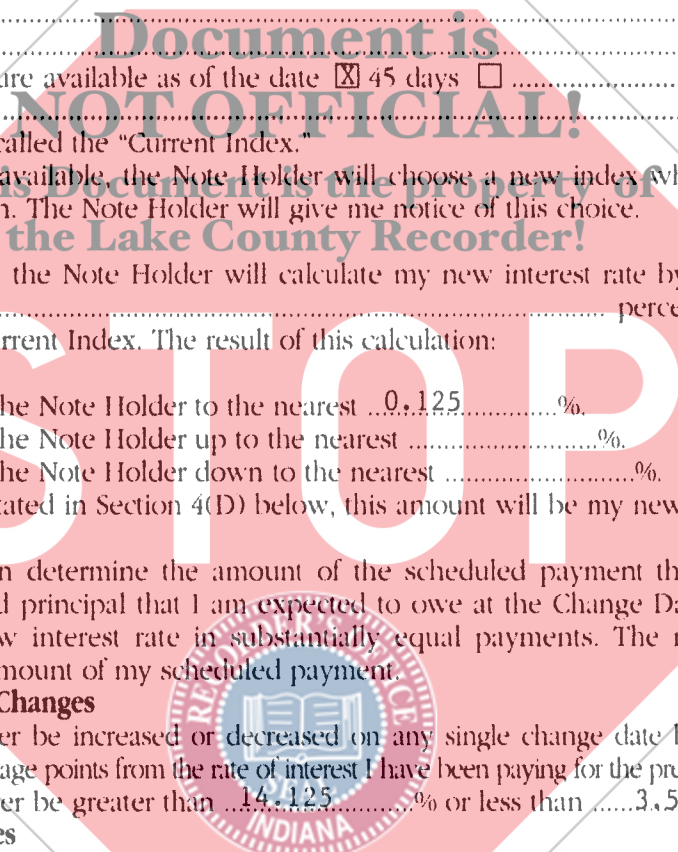 Document is
ure available as of the date ☒ 45 days ☐
NOT OFFICIAL!
called the “Current Index.”
available, the Note Holder will choose a new index wh
is Document is the property of
n. The Note Holder will give me notice of this choice.
the Lake County Recorder!
the Note Holder will calculate my new interest rate by
perce
rrent Index. The result of this calculation:
STOP
he Note Holder to the nearest ...0.125............%.
he Note Holder up to the nearest ..........................%.
he Note Holder down to the nearest ..........................%.
tated in Section 4(D) below, this amount will be my new
n determine the amount of the scheduled payment th
d principal that I am expected to owe at the Change Da
w interest rate in substantially equal payments. The r
mount of my scheduled payment.
Changes
er be increased or decreased on any single change date b
age points from the rate of interest I have been paying for the pre
er be greater than ...14.125...........% or less than ......3.5
es
RECORDER'S OFFICE
SEAL
INDIANA